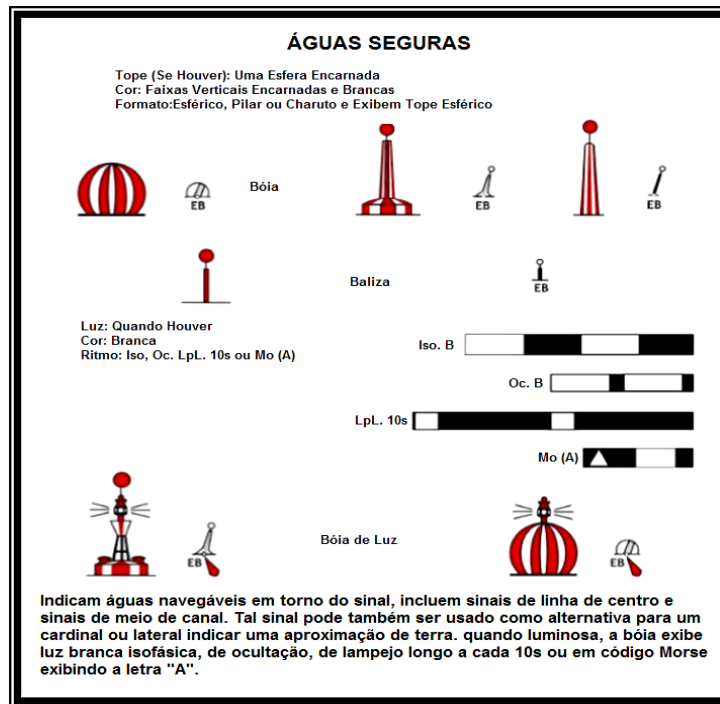 ÁGUAS SEGURAS
Tope (Se Houver): Uma Esfera Encarnada
Cor: Faixas Verticais Encarnadas e Brancas
Formato:Esférico, Pilar ou Charuto e Exibem Tope Esférico
EB
Bóia
EB
EB
Baliza
EB
Luz: Quando Houver
Cor: Branca
Ritmo: Iso, Oc. LpL. 10s ou Mo (A)
Iso. B
Oc. B
LpL. 10s
Mo (A)
EB
Bóia de Luz
EB
Indicam águas navegáveis em torno do sinal, incluem sinais de linha de centro e
sinais de meio de canal. Tal sinal pode também ser usado como alternativa para um
cardinal ou lateral indicar uma aproximação de terra. quando luminosa, a bóia exibe
luz branca isofásica, de ocultação, de lampejo longo a cada 10s ou em código Morse
exibindo a letra "A".